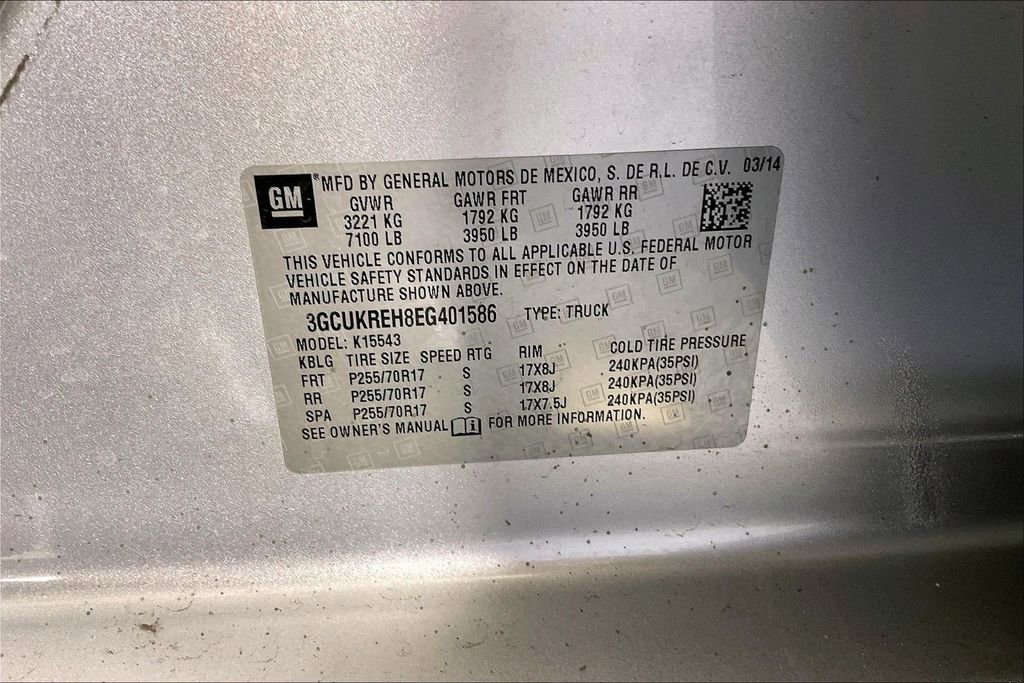 GM ® MFD BY GENERAL MOTORS DE MEXICO, S. DE R.L. DE C.V. 03/14
GVWR GAWR FRT GAWR RR
3221 KG 1792 KG 1792 KG
7100 LB 3950 LB 3950 LB
THIS VEHICLE CONFORMS TO ALL APPLICABLE U.S. FEDERAL MOTOR
VEHICLE SAFETY STANDARDS IN EFFECT ON THE DATE OF
MANUFACTURE SHOWN ABOVE.
3GCUKREH8EG401586 TYPE: TRUCK
MODEL: K15543
KBLG TIRE SIZE SPEED RTG RIM COLD TIRE PRESSURE
FRT P255/70R17 S 17X8J 240KPA(35PSI)
RR P255/70R17 S 17X8J 240KPA(35PSI)
SPA P255/70R17 S 17X7.5J 240KPA(35PSI)
SEE OWNER'S MANUAL i FOR MORE INFORMATION.